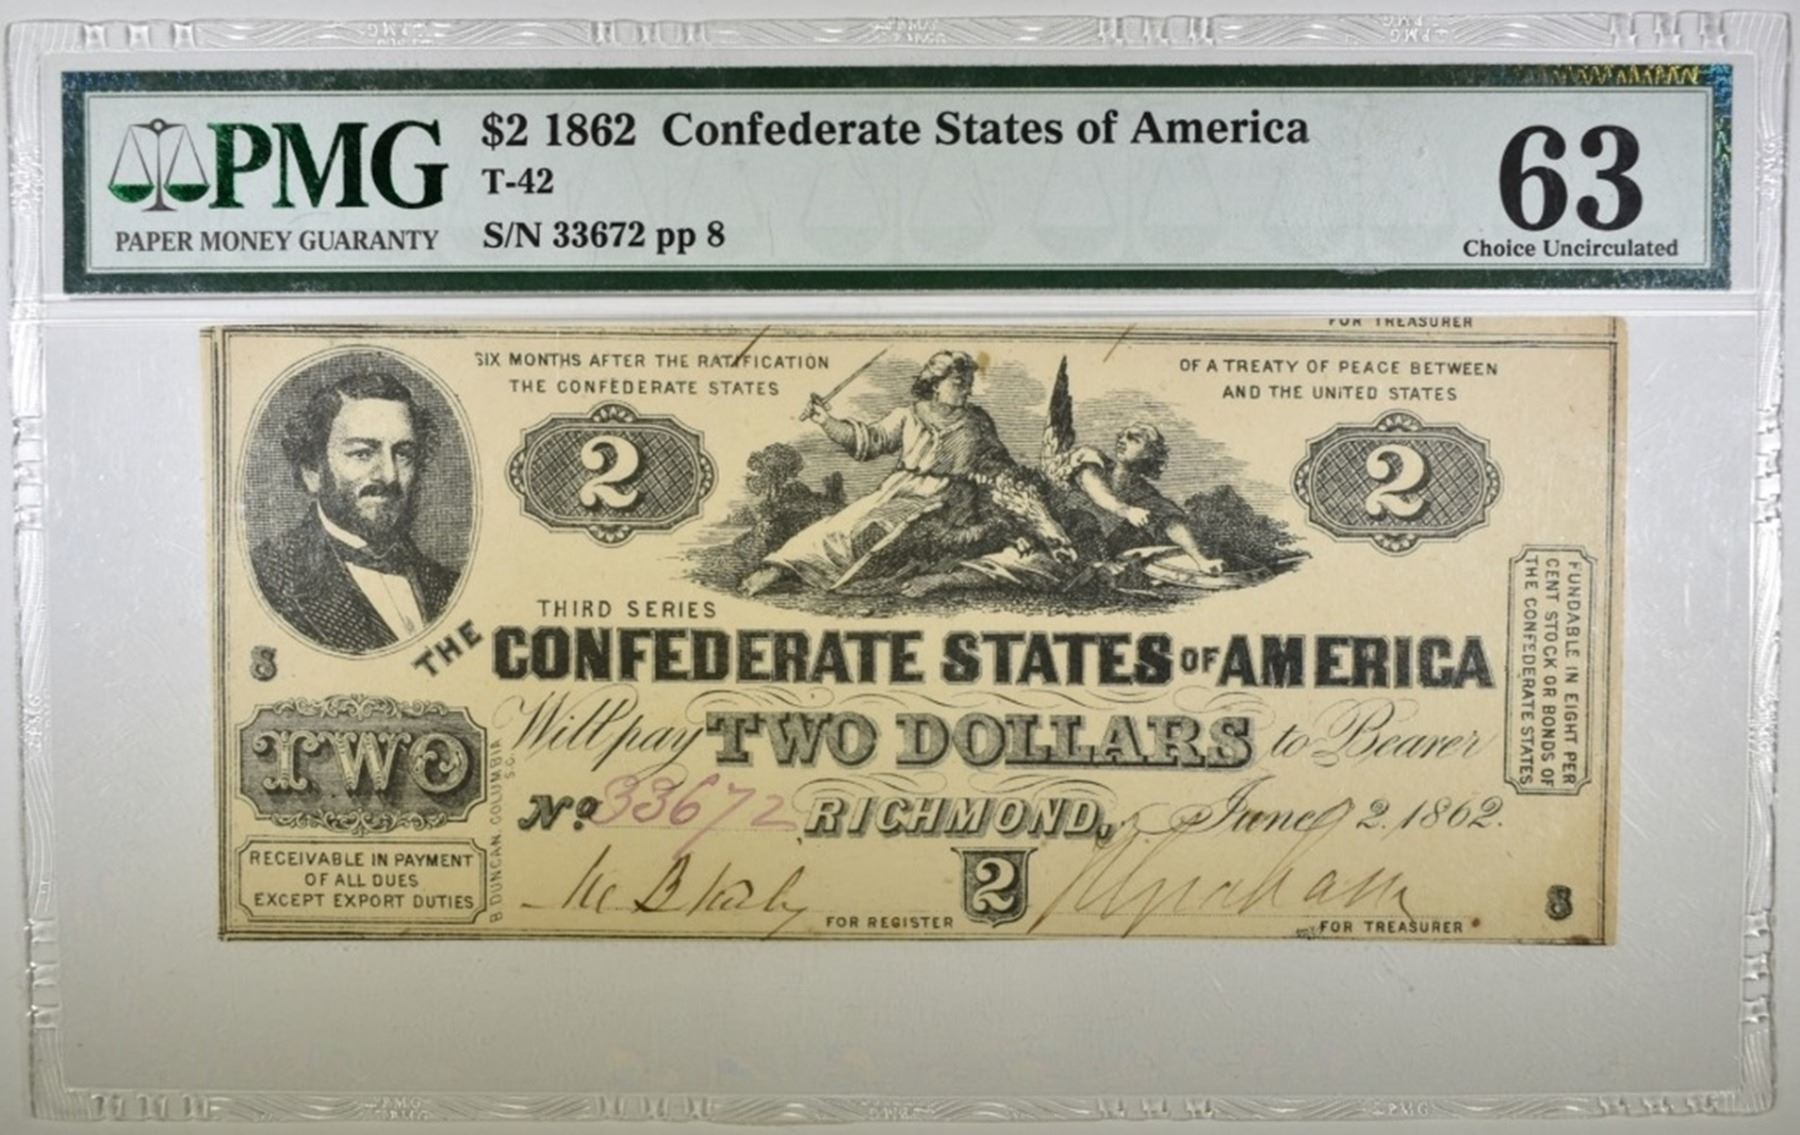 PMG
PAPER MONEY GUARANTY
$2 1862 Confederate States of America
T-42
S/N 33672 pp 8
63
Choice Uncirculated
FOR TREASURER
SIX MONTHS AFTER THE RATIFICATION
OF A TREATY OF PEACE BETWEEN
THE CONFEDERATE STATES
AND THE UNITED STATES
2
2
THIRD SERIES
8
THE CONFEDERATE STATES OF AMERICA
Will pay TWO DOLLARS to Bearer
TWO
No. 33672 RICHMOND, June 2. 1862.
RECEIVABLE IN PAYMENT
OF ALL DUES
EXCEPT EXPORT DUTIES
B. DUNCAN. COLUMBIA
S.C.
FOR REGISTER
2
FOR TREASURER
8
FUNDABLE IN EIGHT PER
CENT STOCK OR BONDS OF
THE CONFEDERATE STATES